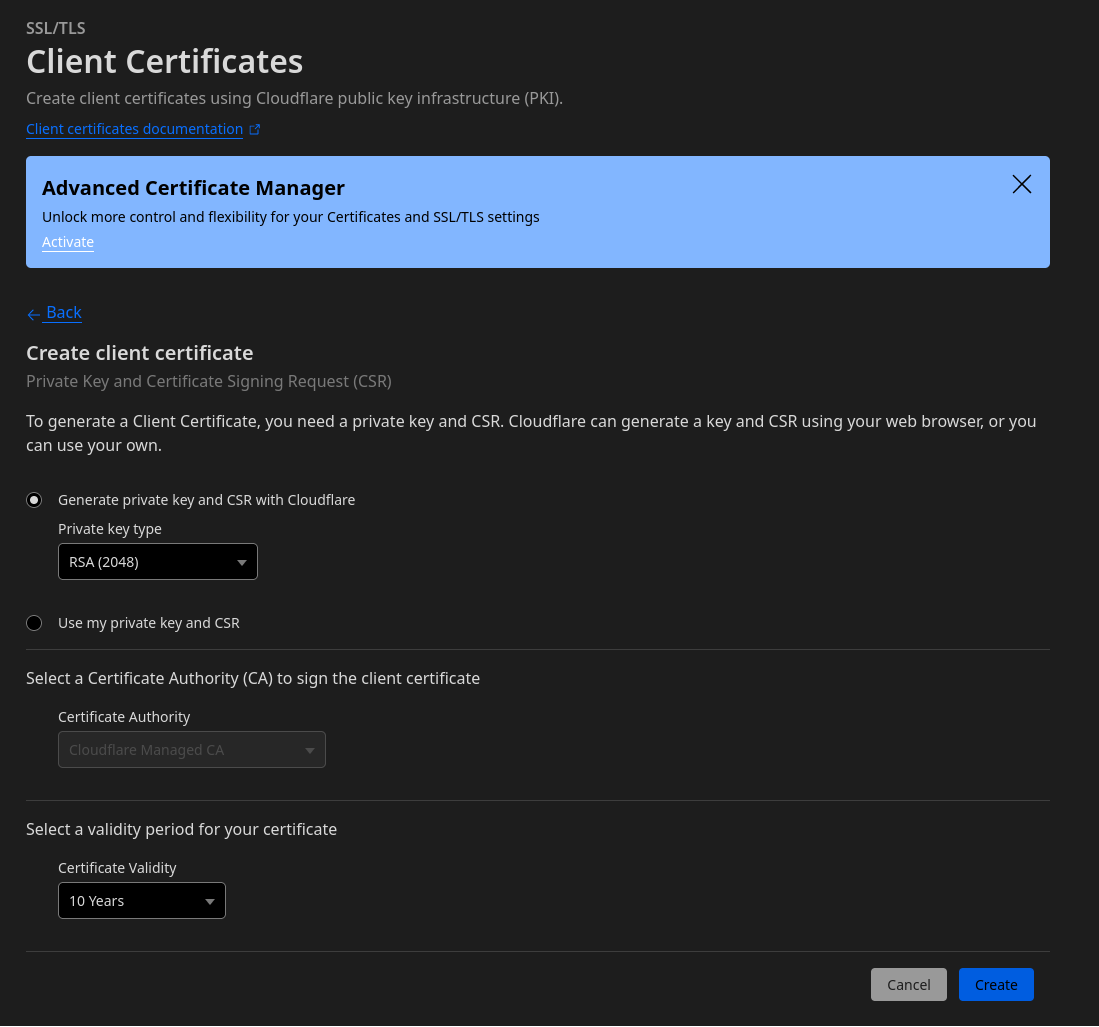 SSL/TLS
Client Certificates
Create client certificates using Cloudflare public key infrastructure (PKI).
Client certificates documentation
Advanced Certificate Manager
Unlock more control and flexibility for your Certificates and SSL/TLS settings
Activate
Back
Create client certificate
Private Key and Certificate Signing Request (CSR)
To generate a Client Certificate, you need a private key and CSR. Cloudflare can generate a key and CSR using your web browser, or you
can use your own.
Generate private key and CSR with Cloudflare
Private key type
RSA (2048)
Use my private key and CSR
Select a Certificate Authority (CA) to sign the client certificate
Certificate Authority
Cloudflare Managed CA
Select a validity period for your certificate
Certificate Validity
10 Years
Cancel Create